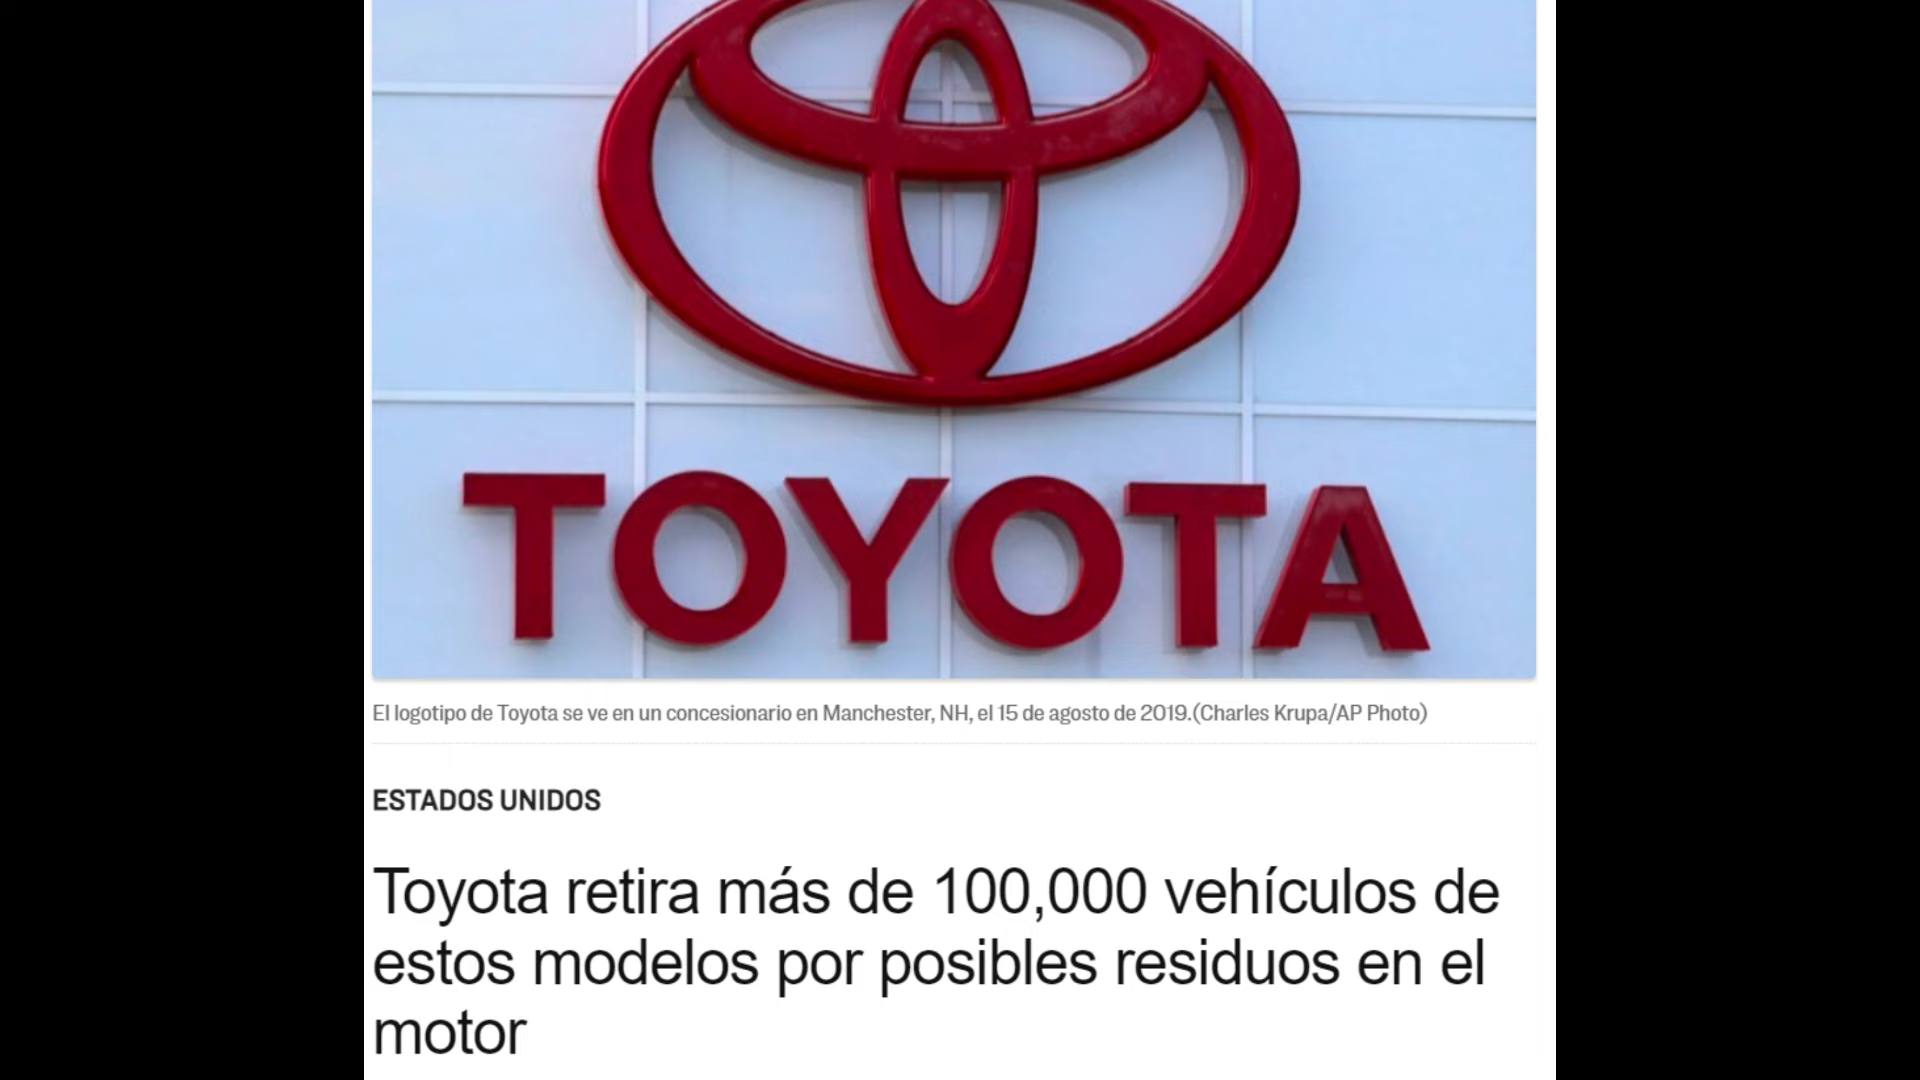 TOYOTA
El logotipo de Toyota se ve en un concesionario en Manchester, NH, el 15 de agosto de 2019.(Charles Krupa/AP Photo)
ESTADOS UNIDOS
Toyota retira más de 100,000 vehículos de
estos modelos por posibles residuos en el
motor